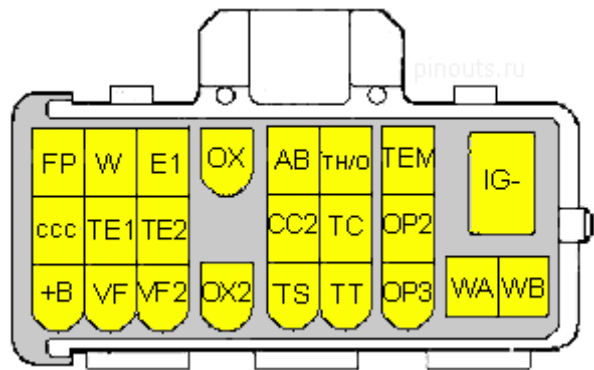 pinouts.ru
FP W E1 OX AB TH/O TEM IG-
ccc TE1 TE2 CC2 TC OP2
+B VF VF2 OX2 TS TT OP3 WA WB